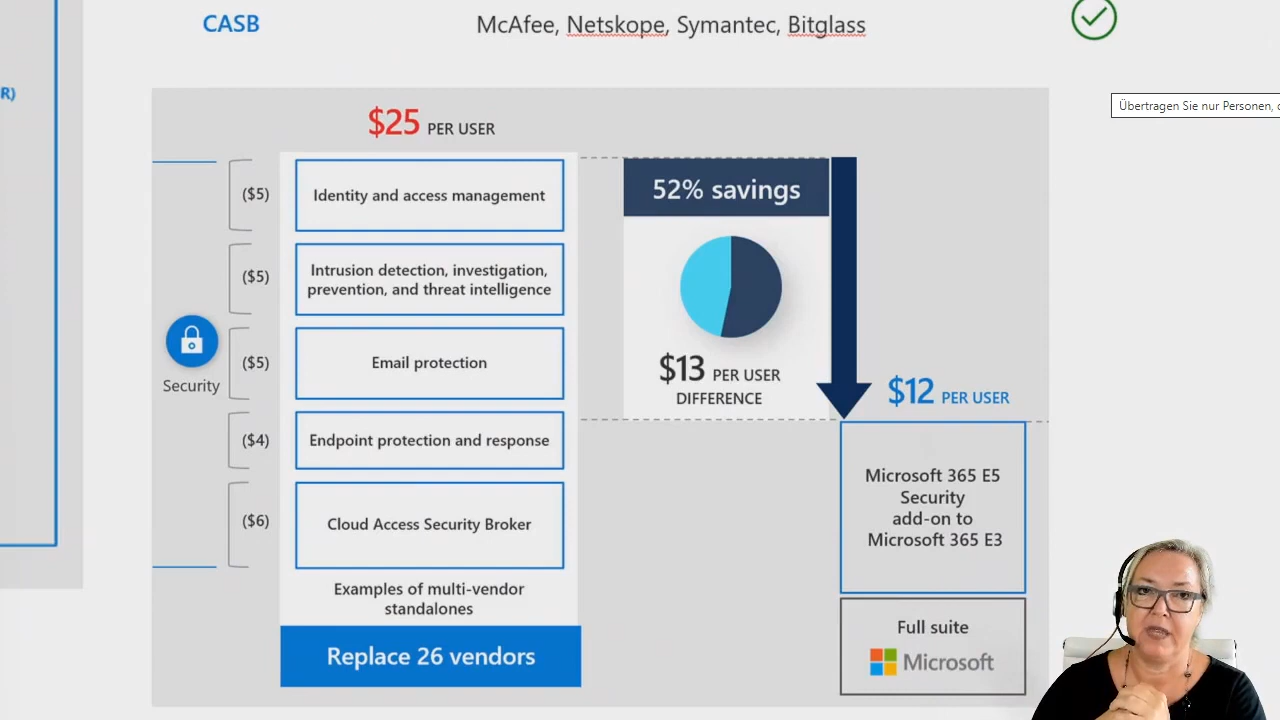 CASB
McAfee, Netskope, Symantec, Bitglass
R)
Übertragen Sie nur Personen,
$25 PER USER
($5)
Identity and access management
($5)
Intrusion detection, investigation,
prevention, and threat intelligence
($5)
Email protection
($4)
Endpoint protection and response
($6)
Cloud Access Security Broker
Security
Examples of multi-vendor
standalones
Replace 26 vendors
52% savings
$13 PER USER
DIFFERENCE
$12 PER USER
Microsoft 365 E5
Security
add-on to
Microsoft 365 E3
Full suite
Microsoft